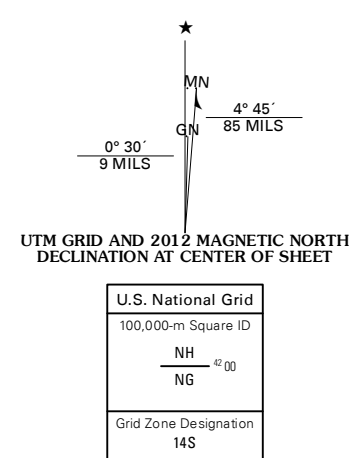 ★
MN
4° 45´
85 MILS
GN
0° 30´
9 MILS
UTM GRID AND 2012 MAGNETIC NORTH
DECLINATION AT CENTER OF SHEET
U.S. National Grid
100,000-m Square ID
NH
42 00
NG
Grid Zone Designation
14S